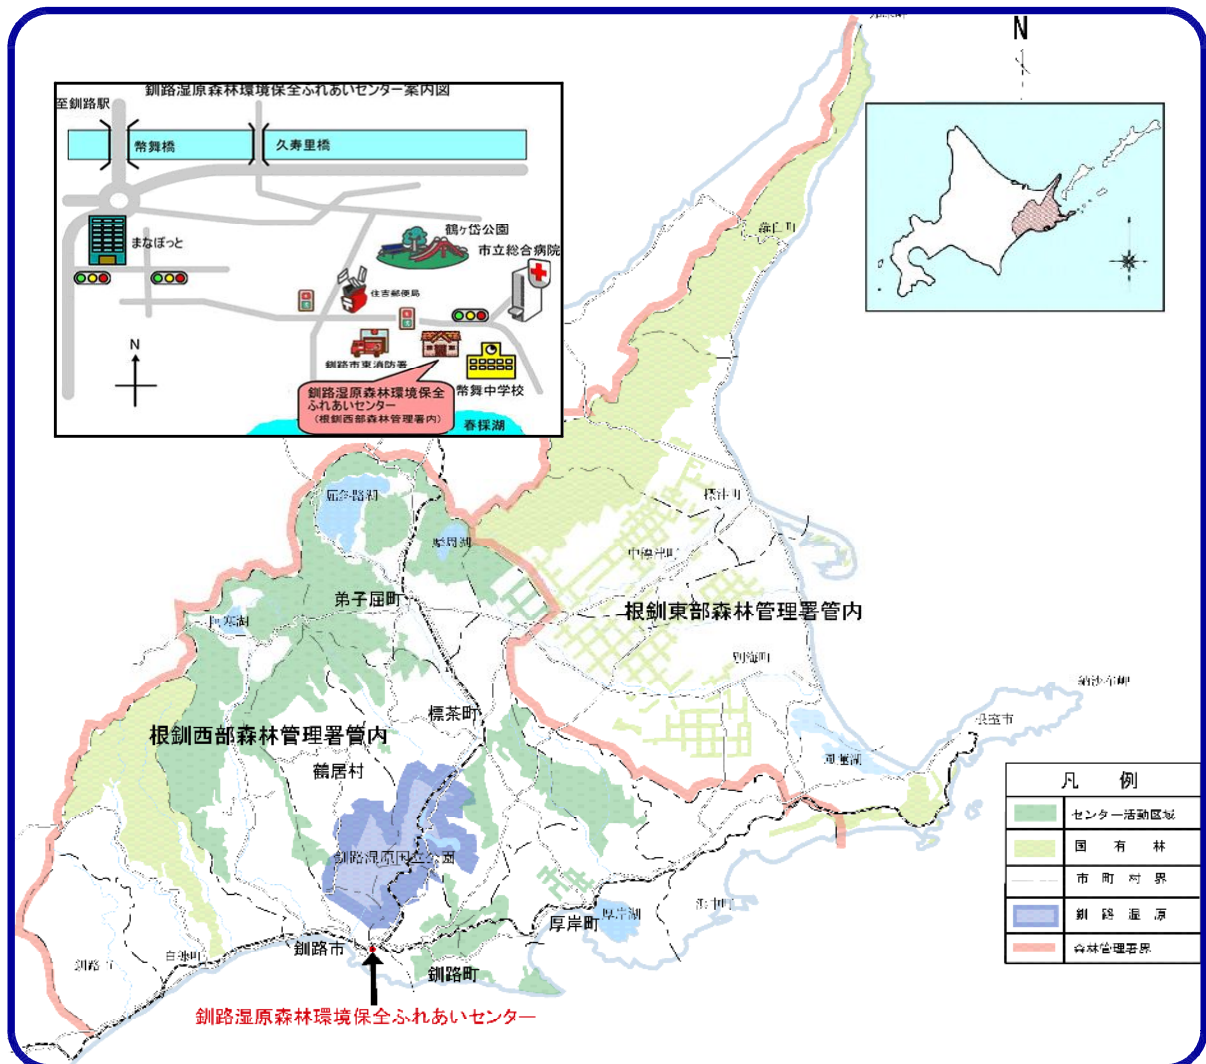 N
釧路湿原森林環境保全ふれあいセンター案内図
至釧路駅
幣舞橋
久寿里橋
まなぼっと
鶴ヶ岱公園
市立総合病院
住吉郵便局
釧路市東消防署
幣舞中学校
N
釧路湿原森林環境保全
ふれあいセンター
(根釧西部森林管理署内)
春採湖
羅臼町
屈斜路湖
摩周湖
標津町
中標津町
弟子屈町
阿寒湖
根釧東部森林管理署管内
別海町
納沙布岬
根室市
標茶町
根釧西部森林管理署管内
鶴居村
風蓮湖
釧路湿原国立公園
厚岸湖
浜中町
厚岸町
釧路市
白糠町
釧路市
釧路町
釧路湿原森林環境保全ふれあいセンター
凡 例
センター活動区域
国 有 林
市 町 村 界
釧 路 湿 原
森林管理署界